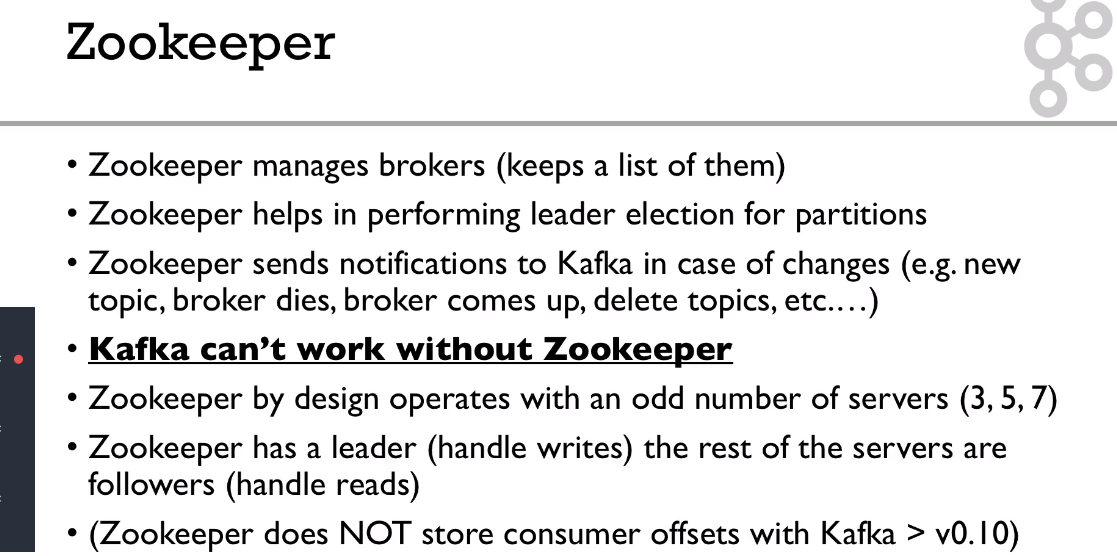 Zookeeper
• Zookeeper manages brokers (keeps a list of them)
• Zookeeper helps in performing leader election for partitions
• Zookeeper sends notifications to Kafka in case of changes (e.g. new
topic, broker dies, broker comes up, delete topics, etc.…)
• Kafka can’t work without Zookeeper
• Zookeeper by design operates with an odd number of servers (3, 5, 7)
• Zookeeper has a leader (handle writes) the rest of the servers are
followers (handle reads)
• (Zookeeper does NOT store consumer offsets with Kafka > v0.10)